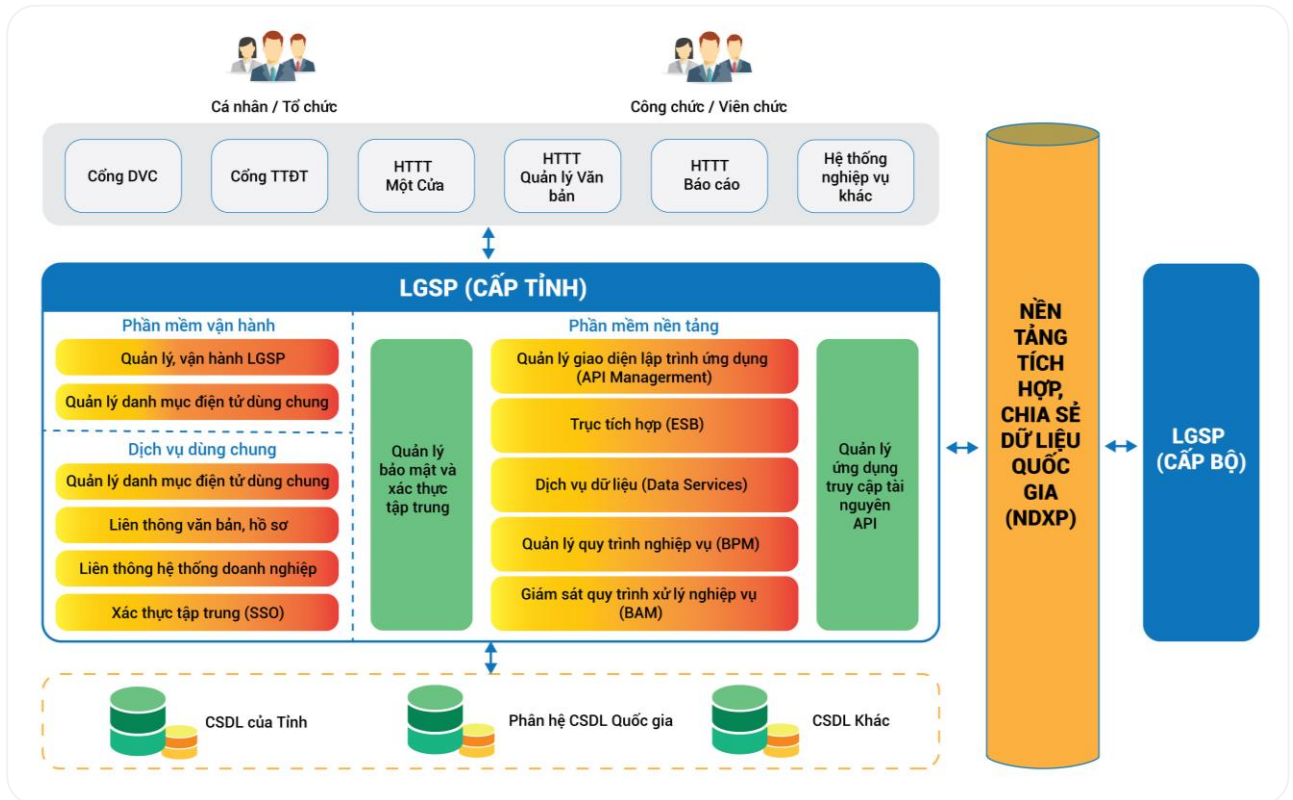 Cá nhân / Tổ chức
Công chức / Viên chức
Cổng DVC
Cổng TTĐT
HTTT
Một Cửa
HTTT
Quản lý Văn
bản
HTTT
Báo cáo
Hệ thống
nghiệp vụ
khác
LGSP (CẤP TỈNH)
Phần mềm vận hành
Quản lý, vận hành LGSP
Quản lý danh mục điện tử dùng chung
Dịch vụ dùng chung
Quản lý danh mục điện tử dùng chung
Liên thông văn bản, hồ sơ
Liên thông hệ thống doanh nghiệp
Xác thực tập trung (SSO)
Phần mềm nền tảng
Quản lý
bảo mật và
xác thực
tập trung
Quản lý giao diện lập trình ứng dụng
(API Managerment)
Trục tích hợp (ESB)
Dịch vụ dữ liệu (Data Services)
Quản lý quy trình nghiệp vụ (BPM)
Giám sát quy trình xử lý nghiệp vụ
(BAM)
Quản lý
ứng dụng
truy cập tài
nguyên
API
NỀN
TẢNG
TÍCH
HỢP,
CHIA SẺ
DỮ LIỆU
QUỐC
GIA
(NDXP)
LGSP
(CẤP BỘ)
CSDL của Tỉnh
Phân hệ CSDL Quốc gia
CSDL Khác